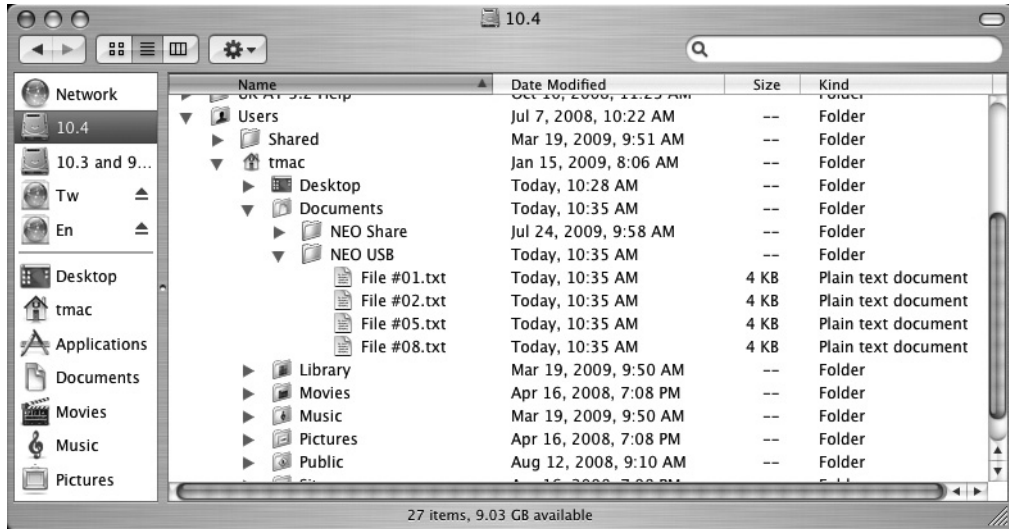 10.4
Network
10.4
10.3 and 9...
Tw
En
Desktop
tmac
Applications
Documents
Movies
Music
Pictures
Name Date Modified Size Kind
Users Jul 7, 2008, 10:22 AM -- Folder
Shared Mar 19, 2009, 9:51 AM -- Folder
tmac Jan 15, 2009, 8:06 AM -- Folder
Desktop Today, 10:28 AM -- Folder
Documents Today, 10:35 AM -- Folder
NEO Share Jul 24, 2009, 9:58 AM -- Folder
NEO USB Today, 10:35 AM -- Folder
File #01.txt Today, 10:35 AM 4 KB Plain text document
File #02.txt Today, 10:35 AM 4 KB Plain text document
File #05.txt Today, 10:35 AM 4 KB Plain text document
File #08.txt Today, 10:35 AM 4 KB Plain text document
Library Mar 19, 2009, 9:50 AM -- Folder
Movies Apr 16, 2008, 7:08 PM -- Folder
Music Mar 19, 2009, 9:50 AM -- Folder
Pictures Apr 16, 2008, 7:08 PM -- Folder
Public Aug 12, 2008, 9:10 AM -- Folder
27 items, 9.03 GB available